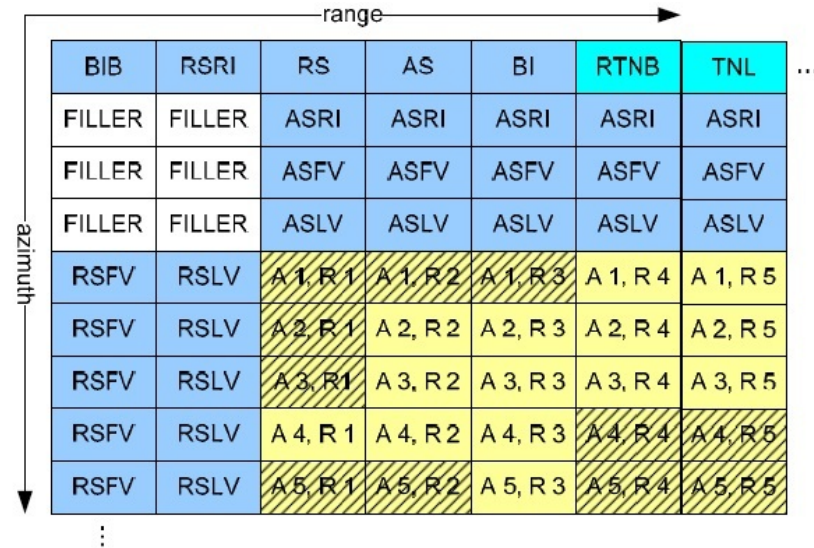 range
BIB RSRI RS AS BI RTNB TNL ...
FILLER FILLER ASRI ASRI ASRI ASRI ASRI
FILLER FILLER ASFV ASFV ASFV ASFV ASFV
FILLER FILLER ASLV ASLV ASLV ASLV ASLV
azimuth
RSFV RSLV A 1, R 1 A 1, R 2 A 1, R 3 A 1, R 4 A 1, R 5
RSFV RSLV A 2, R 1 A 2, R 2 A 2, R 3 A 2, R 4 A 2, R 5
RSFV RSLV A 3, R1 A 3, R 2 A 3, R 3 A 3, R 4 A 3, R 5
RSFV RSLV A 4, R 1 A 4, R 2 A 4, R 3 A 4, R 4 A 4, R 5
RSFV RSLV A 5, R 1 A 5, R 2 A 5, R 3 A 5, R 4 A 5, R 5
⋮